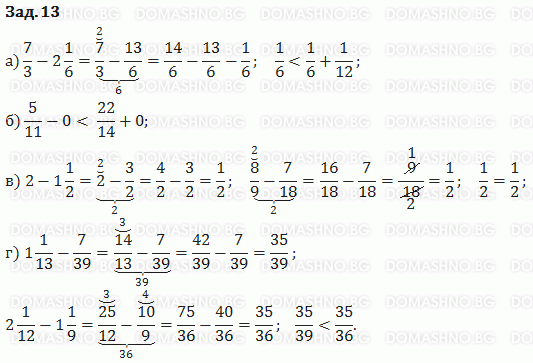 Зад. 13
а) 7/3 − 2 1/6 = 7/3 − 13/6 = 14/6 − 13/6 − 1/6; 1/6 < 1/6 + 1/12;
б) 5/11 − 0 < 22/14 + 0;
в) 2 − 1 1/2 = 2 − 3/2 = 4/2 − 3/2 = 1/2; 8/9 − 7/18 = 16/18 − 7/18 = 9/18 = 1/2; 1/2 = 1/2;
г) 1 1/13 − 7/39 = 14/13 − 7/39 = 42/39 − 7/39 = 35/39;
2 1/12 − 1 1/9 = 25/12 − 10/9 = 75/36 − 40/36 = 35/36; 35/39 < 35/36.